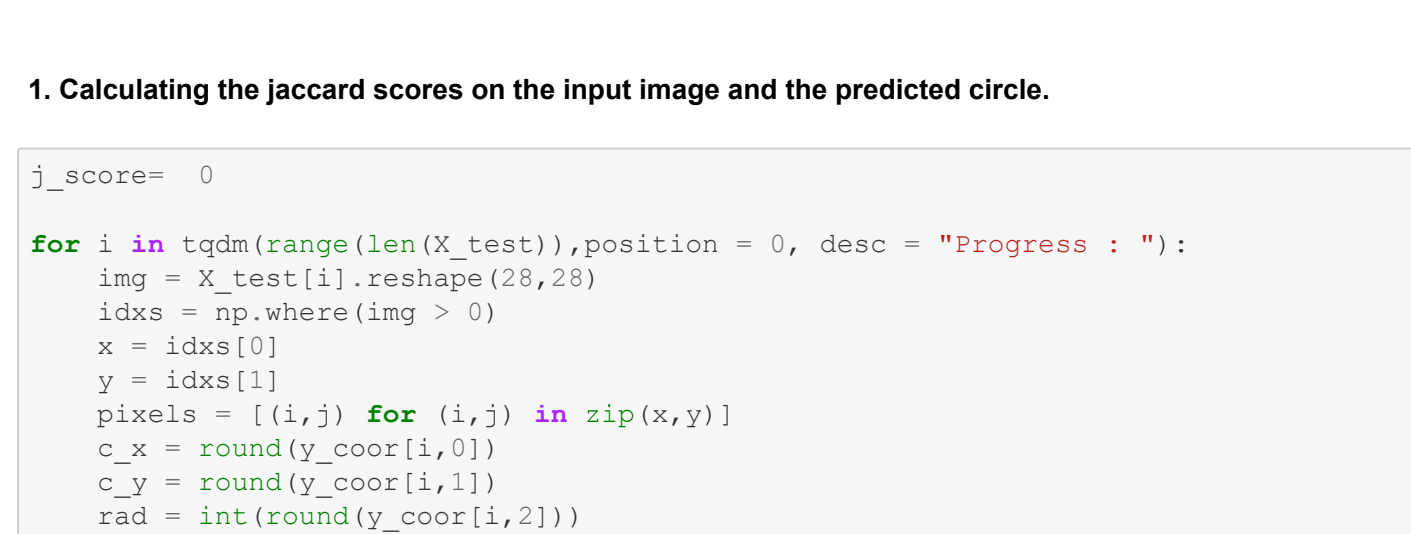 1. Calculating the jaccard scores on the input image and the predicted circle.
j_score=  0
for i in tqdm(range(len(X_test)),position = 0, desc = "Progress : "):
    img = X_test[i].reshape(28,28)
    idxs = np.where(img > 0)
    x = idxs[0]
    y = idxs[1]
    pixels = [(i,j) for (i,j) in zip(x,y)]
    c_x = round(y_coor[i,0])
    c_y = round(y_coor[i,1])
    rad = int(round(y_coor[i,2]))